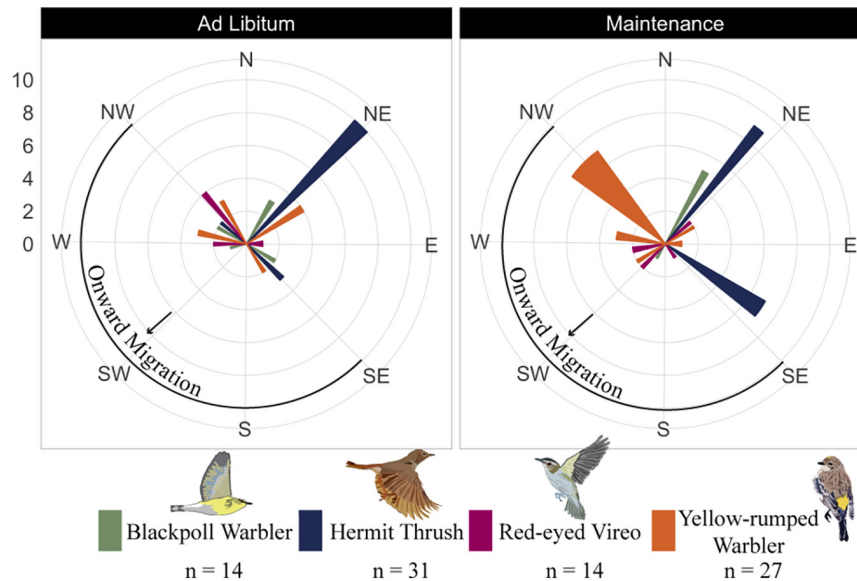 Ad Libitum
Maintenance
10
8
6
4
2
0
N
NE
E
SE
S
SW
W
NW
Onward Migration
N
NE
E
SE
S
SW
W
NW
Onward Migration
Blackpoll Warbler
Hermit Thrush
Red-eyed Vireo
Yellow-rumped
Warbler
n = 14
n = 31
n = 14
n = 27